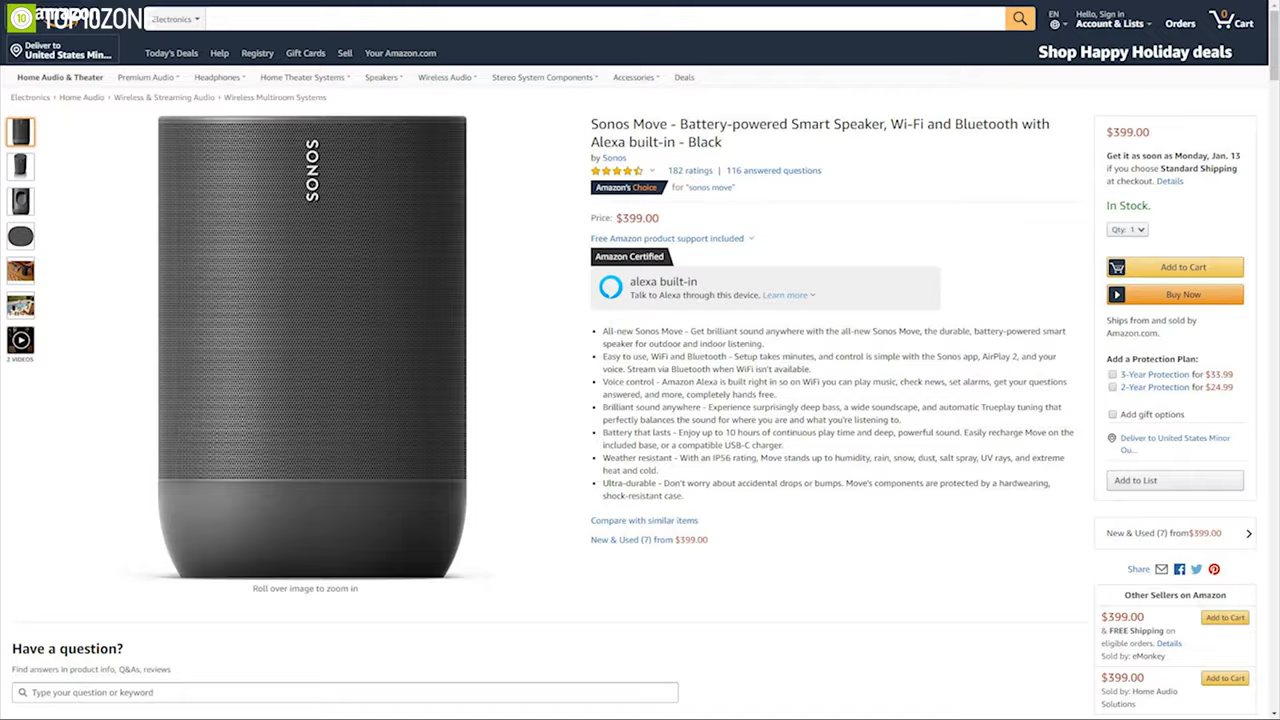 10 TOP10ZON
amazon
Electronics
EN
Hello, Sign in
Account & Lists
Orders
0
Cart
Deliver to
United States Min...
Today's Deals Help Registry Gift Cards Sell Your Amazon.com
Shop Happy Holiday deals
Home Audio & Theater Premium Audio Headphones Home Theater Systems Speakers Wireless Audio Stereo System Components Accessories Deals
Electronics › Home Audio › Wireless & Streaming Audio › Wireless Multiroom Systems
SONOS
2 VIDEOS
Roll over image to zoom in
Sonos Move - Battery-powered Smart Speaker, Wi-Fi and Bluetooth with
Alexa built-in - Black
by Sonos
182 ratings | 116 answered questions
Amazon's Choice for "sonos move"
Price: $399.00
Free Amazon product support included
Amazon Certified
alexa built-in
Talk to Alexa through this device. Learn more
• All-new Sonos Move - Get brilliant sound anywhere with the all-new Sonos Move, the durable, battery-powered smart
speaker for outdoor and indoor listening.
• Easy to use, WiFi and Bluetooth - Setup takes minutes, and control is simple with the Sonos app, AirPlay 2, and your
voice. Stream via Bluetooth when WiFi isn't available.
• Voice control - Amazon Alexa is built right in so on WiFi you can play music, check news, set alarms, get your questions
answered, and more, completely hands free.
• Brilliant sound anywhere - Experience surprisingly deep bass, a wide soundscape, and automatic Trueplay tuning that
perfectly balances the sound for where you are and what you're listening to.
• Battery that lasts - Enjoy up to 10 hours of continuous play time and deep, powerful sound. Easily recharge Move on the
included base, or a compatible USB-C charger.
• Weather resistant - With an IP56 rating, Move stands up to humidity, rain, snow, dust, salt spray, UV rays, and extreme
heat and cold.
• Ultra-durable - Don't worry about accidental drops or bumps. Move's components are protected by a hardwearing,
shock-resistant case.
Compare with similar items
New & Used (7) from $399.00
$399.00
Get it as soon as Monday, Jan. 13
if you choose Standard Shipping
at checkout. Details
In Stock.
Qty: 1
Add to Cart
Buy Now
Ships from and sold by
Amazon.com.
Add a Protection Plan:
3-Year Protection for $33.99
2-Year Protection for $24.99
Add gift options
Deliver to United States Minor
Ou...
Add to List
New & Used (7) from$399.00
Share
Other Sellers on Amazon
$399.00 Add to Cart
& FREE Shipping on
eligible orders. Details
Sold by: eMonkey
$399.00 Add to Cart
Sold by: Home Audio
Solutions
Have a question?
Find answers in product info, Q&As, reviews
Type your question or keyword